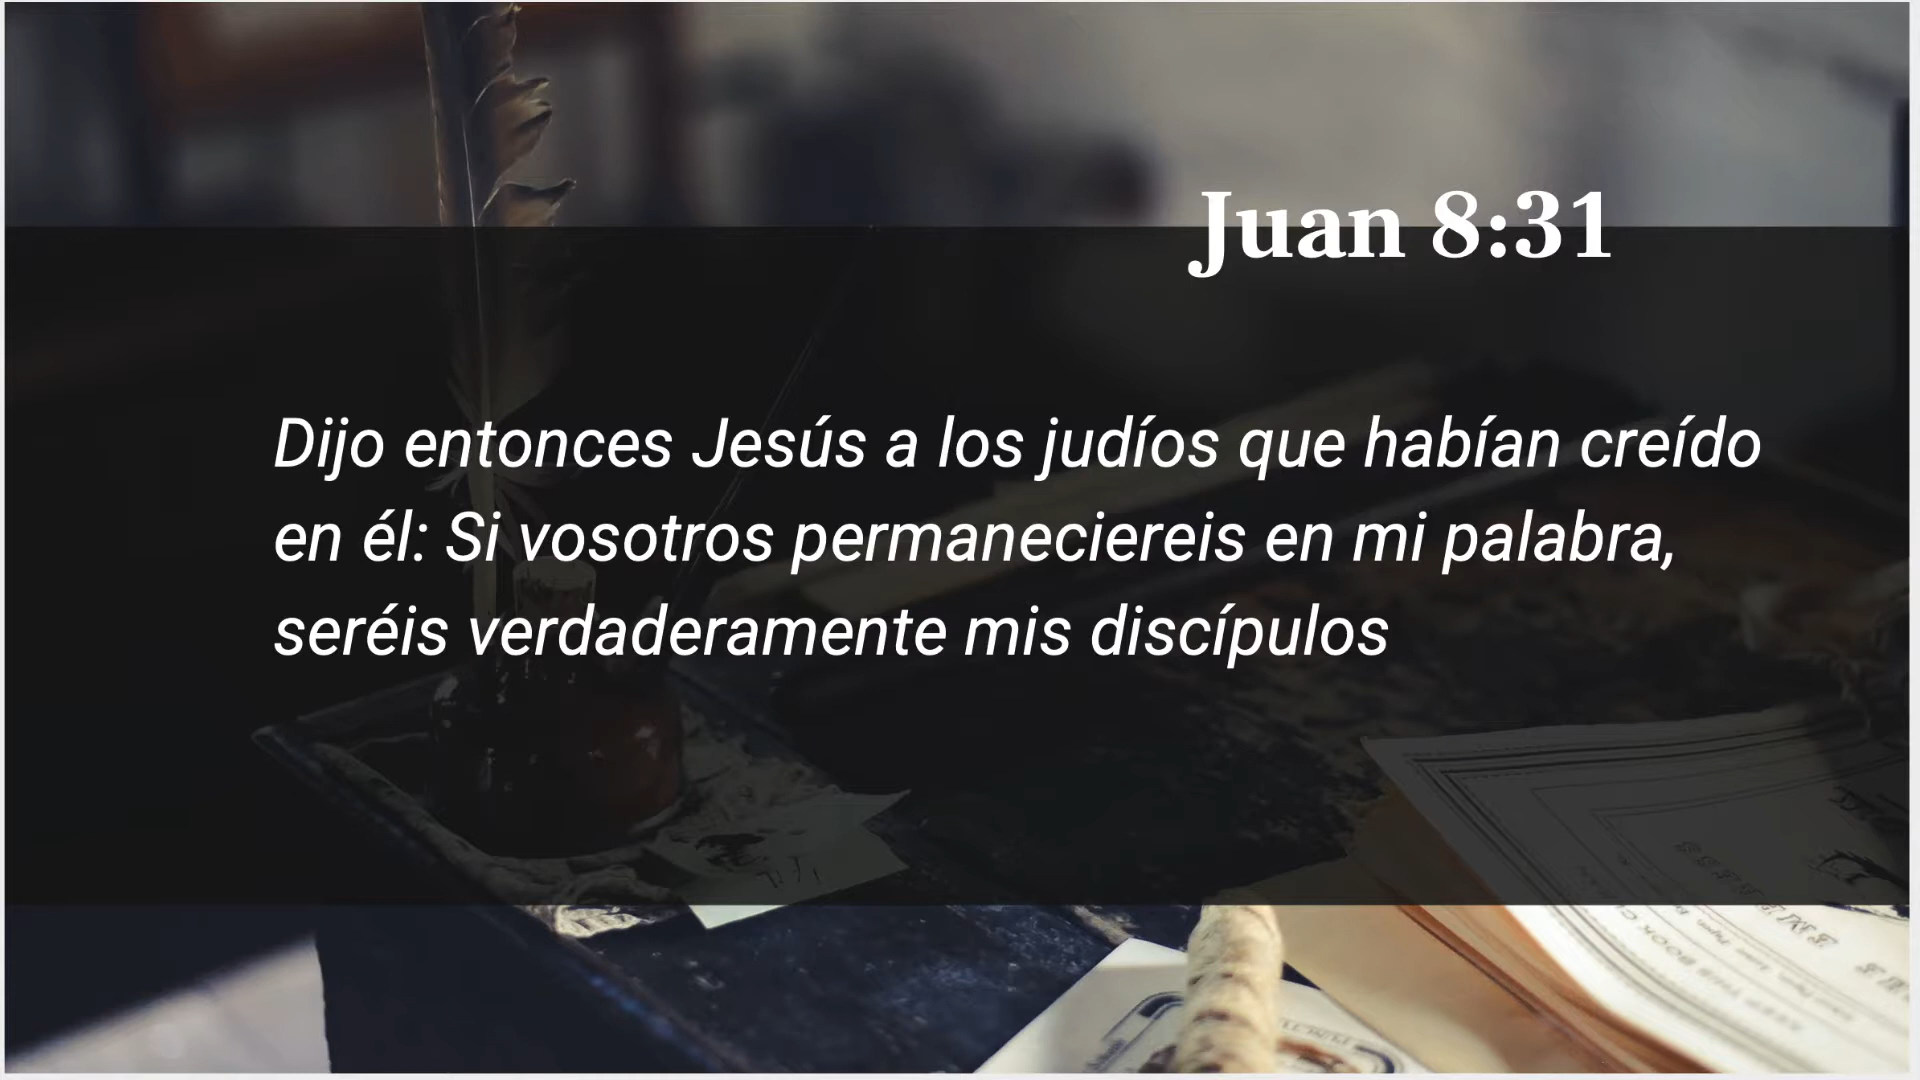 Juan 8:31
Dijo entonces Jesús a los judíos que habían creído
en él: Si vosotros permaneciereis en mi palabra,
seréis verdaderamente mis discípulos